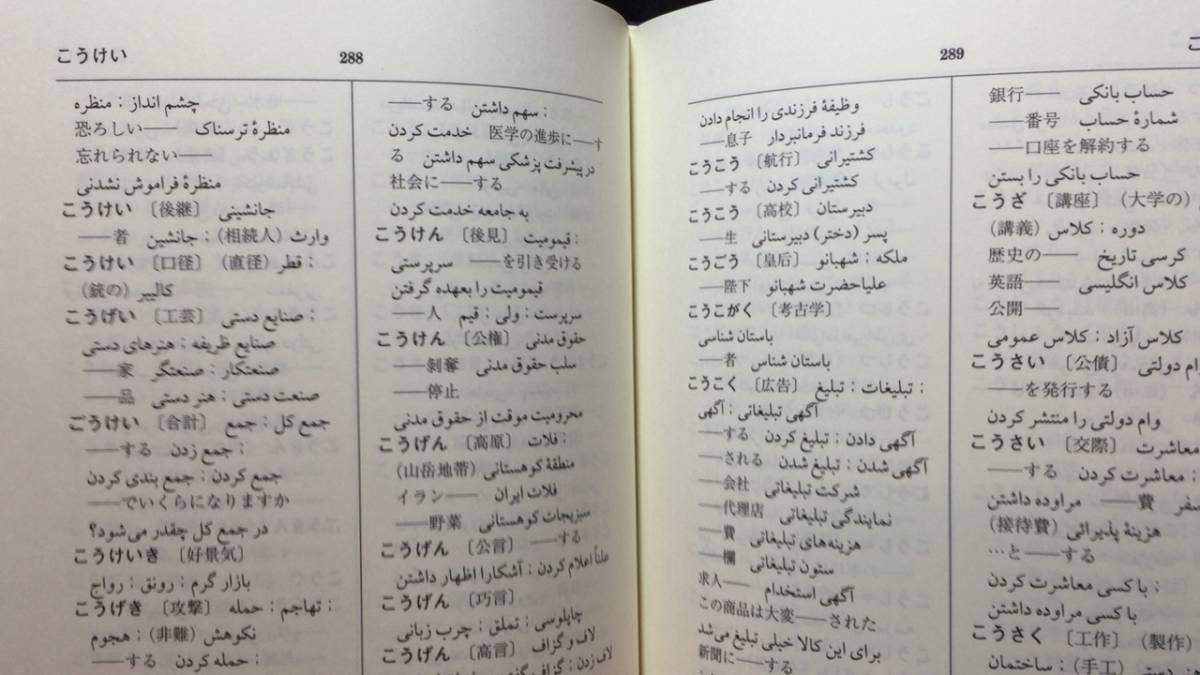 こうけい
288
چشم انداز ؛ منظره
恐ろしい―― منظرهٔ ترسناک
忘れられない――
منظرهٔ فراموش نشدنی
こうけい 〔後継〕 جانشینی
――者 وارث ؛(相続人) جانشین
こうけい 〔口径〕 (直径) قطر ؛
(銃の) کالیبر
こうげい 〔工芸〕 صنایع دستی ؛
صنایع ظریفه ؛ هنرهای دستی
――家 صنعتکار ؛ صنعتگر
――品 صنعت دستی ؛ هنر دستی
ごうけい 〔合計〕 جمع کل ؛ جمع
――する جمع زدن ؛
جمع کردن ؛ جمع بندی کردن
――でいくらになりますか
در جمع کل چقدر می‌شود؟
こうけいき 〔好景気〕
بازار گرم ؛ رونق ؛ رواج
こうげき 〔攻撃〕 تهاجم ؛ حمله ؛
نکوهش (非難) ؛ هجوم
――する حمله کردن ؛
――する سهم داشتن ؛
医学の進歩に――す خدمت کردن
る در پیشرفت پزشکی سهم داشتن
社会に――する
به جامعه خدمت کردن
こうけん 〔後見〕 قیمومیت ؛
――を引き受ける سرپرستی
قیمومیت را بعهده گرفتن
――人 سرپرست ؛ ولی ؛ قیم
こうけん 〔公権〕 حقوق مدنی
――剝奪 سلب حقوق مدنی
――停止
محرومیت موقت از حقوق مدنی
こうげん 〔高原〕 فلات ؛
(山岳地帯) منطقهٔ کوهستانی
イラン―― فلات ایران
――野菜 سبزیجات کوهستانی
こうげん 〔公言〕 ――する
علناً اعلام کردن ؛ آشکارا اظهار داشتن
こうげん 〔巧言〕
چاپلوسی ؛ تملق ؛ چرب زبانی
こうげん 〔高言〕 لاف و گزاف
――する لاف زدن ؛ گزاف
289
وظیفهٔ فرزندی را انجام دادن
――息子 فرزند فرمانبردار
こうこう 〔航行〕 کشتیرانی
――する کشتیرانی کردن
こうこう 〔高校〕 دبیرستان
――生 پسر (دختر) دبیرستانی
こうごう 〔皇后〕 ملکه ؛ شهبانو
――陛下 علیاحضرت شهبانو
こうこがく 〔考古学〕
باستان شناسی
――者 باستان شناس
こうこく 〔広告〕 تبلیغات ؛ تبلیغ ؛
آگهی تبلیغاتی ؛ آگهی
――する آگهی دادن ؛ تبلیغ کردن
――される آگهی شدن ؛ تبلیغ شدن
――会社 شرکت تبلیغاتی
――代理店 نمایندگی تبلیغاتی
――費 هزینه‌های تبلیغاتی
――欄 ستون تبلیغاتی
求人―― آگهی استخدام
この商品は大変――された
برای این کالا خیلی تبلیغ می‌شد
新聞に――する
銀行―― حساب بانکی
――番号 شمارهٔ حساب
――口座を解約する
حساب بانکی را بستن
こうざ 〔講座〕 (大学の)
(講義) دوره ؛ کلاس
歴史の―― کرسی تاریخ
英語―― کلاس انگلیسی
公開――
کلاس آزاد ؛ کلاس عمومی
こうさい 〔公債〕 وام دولتی
――を発行する
وام دولتی را منتشر کردن
こうさい 〔交際〕 معاشرت
――する معاشرت کردن ؛
――費 مراوده داشتن
(接待費) هزینهٔ پذیرائی
…と――する
با کسی معاشرت کردن ؛
با کسی مراوده داشتن
こうさく 〔工作〕 (製作)
ساختمان ؛ (手工) دستی